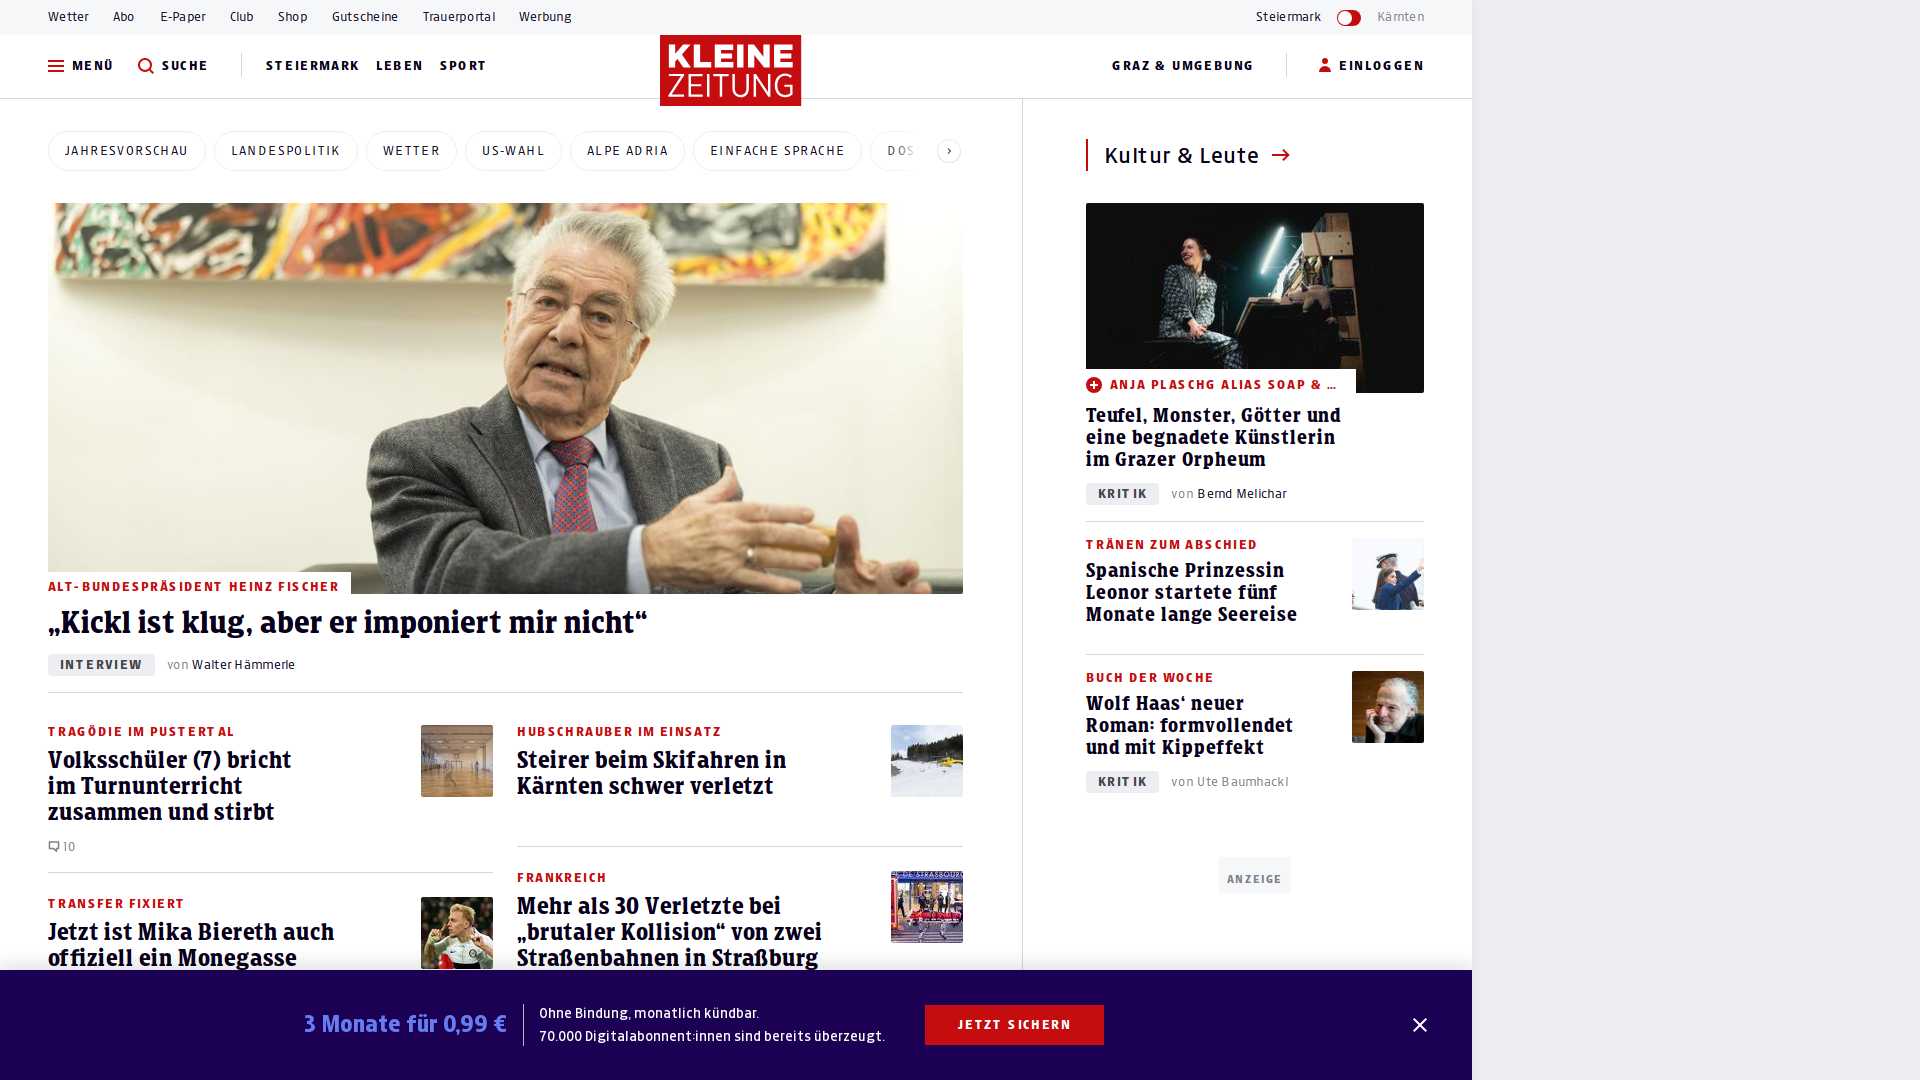 Wetter Abo E-Paper Club Shop Gutscheine Trauerportal Werbung
Steiermark Kärnten
MENÜ SUCHE STEIERMARK LEBEN SPORT
KLEINE
ZEITUNG
GRAZ & UMGEBUNG EINLOGGEN
JAHRESVORSCHAU LANDESPOLITIK WETTER US-WAHL ALPE ADRIA EINFACHE SPRACHE DOS
ALT-BUNDESPRÄSIDENT HEINZ FISCHER
„Kickl ist klug, aber er imponiert mir nicht“
INTERVIEW von Walter Hämmerle
TRAGÖDIE IM PUSTERTAL
Volksschüler (7) bricht
im Turnunterricht
zusammen und stirbt
10
TRANSFER FIXIERT
Jetzt ist Mika Biereth auch
offiziell ein Monegasse
HUBSCHRAUBER IM EINSATZ
Steirer beim Skifahren in
Kärnten schwer verletzt
FRANKREICH
Mehr als 30 Verletzte bei
„brutaler Kollision“ von zwei
Straßenbahnen in Straßburg
DE STRASBOURG
Kultur & Leute
ANJA PLASCHG ALIAS SOAP & ...
Teufel, Monster, Götter und
eine begnadete Künstlerin
im Grazer Orpheum
KRITIK von Bernd Melichar
TRÄNEN ZUM ABSCHIED
Spanische Prinzessin
Leonor startete fünf
Monate lange Seereise
BUCH DER WOCHE
Wolf Haas‘ neuer
Roman: formvollendet
und mit Kippeffekt
KRITIK von Ute Baumhackl
ANZEIGE
3 Monate für 0,99 €
Ohne Bindung, monatlich kündbar.
70.000 Digitalabonnent:innen sind bereits überzeugt.
JETZT SICHERN